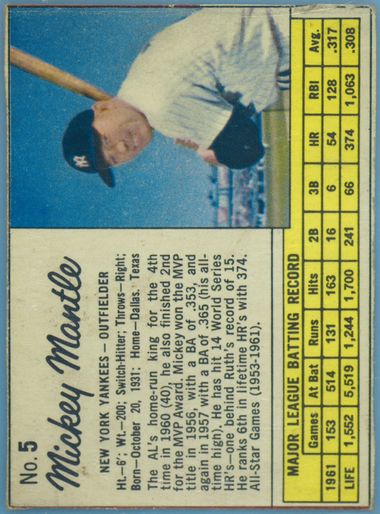 No. 5
Mickey Mantle
NEW YORK YANKEES—OUTFIELDER
Ht.—6'; Wt.—200; Switch-Hitter; Throws—Right;
Born—October 20, 1931; Home—Dallas, Texas
The AL's home-run king for the 4th
time in 1960 (40), he also finished 2nd
for the MVP Award. Mickey won the MVP
title in 1956, with a BA of .353, and
again in 1957 with a BA of .365 (his all-
time high). He has hit 14 World Series
HR's—one behind Ruth's record of 15.
He ranks 6th in lifetime HR's with 374.
All-Star Games (1953-1961).
MAJOR LEAGUE BATTING RECORD
Games At Bat Runs Hits 2B 3B HR RBI Avg.
1961 153 514 131 163 16 6 54 128 .317
LIFE 1,552 5,519 1,244 1,700 241 66 374 1,063 .308
NY